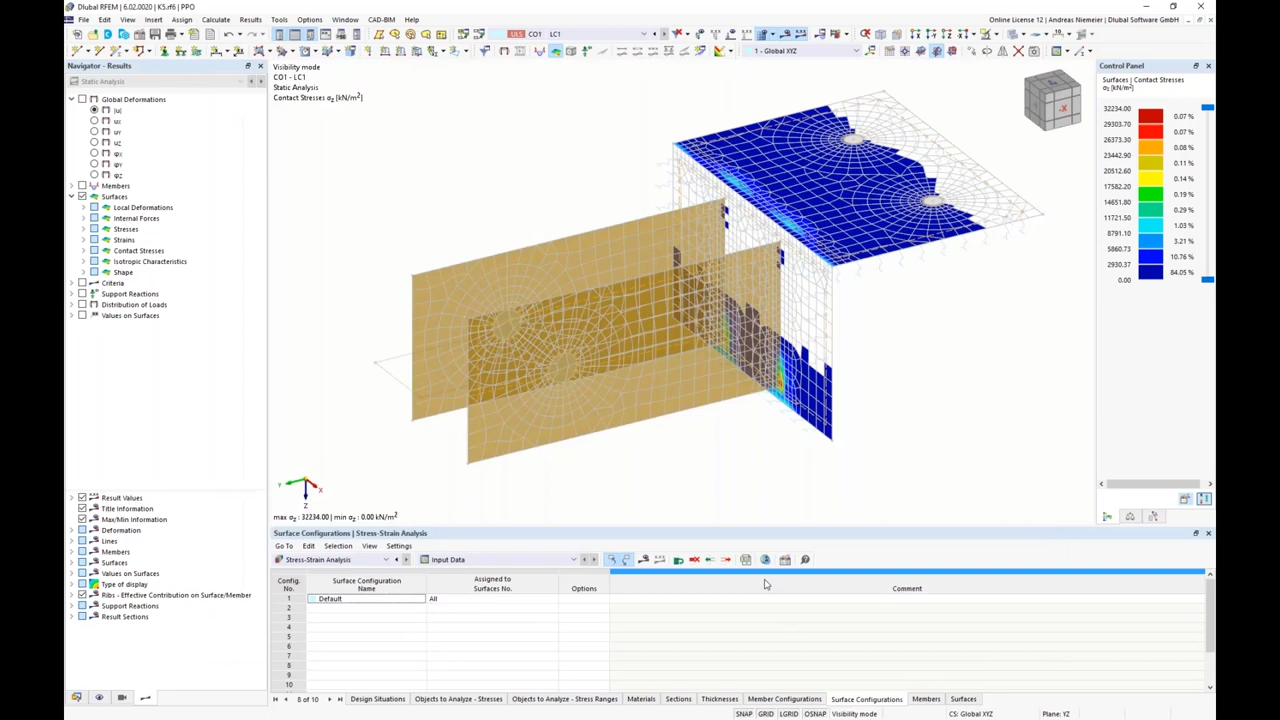 Dlubal RFEM | 6.02.0020 | K5.rf6 | PPO
File Edit View Insert Assign Calculate Results Tools Options Window CAD-BIM Help
Online License 12 | Andreas Niemeier | Dlubal Software GmbH
ULS CO1 LC1
1 - Global XYZ
Navigator - Results
Static Analysis
Global Deformations
|u|
uX
uY
uZ
φX
φY
φZ
Members
Surfaces
Local Deformations
Internal Forces
Stresses
Strains
Contact Stresses
Isotropic Characteristics
Shape
Criteria
Support Reactions
Distribution of Loads
Values on Surfaces
Result Values
Title Information
Max/Min Information
Deformation
Lines
Members
Surfaces
Values on Surfaces
Type of display
Ribs - Effective Contribution on Surface/Member
Support Reactions
Result Sections
Visibility mode
CO1 - LC1
Static Analysis
Contact Stresses σz [kN/m²]
-X
Y X
Z
max σz : 32234.00 | min σz : 0.00 kN/m²
Control Panel
Surfaces | Contact Stresses
σz [kN/m²]
32234.00
29303.70 0.07 %
26373.30 0.07 %
23442.90 0.08 %
20512.60 0.11 %
17582.20 0.14 %
14651.80 0.19 %
11721.50 0.29 %
8791.10 1.03 %
5860.73 3.21 %
2930.37 10.76 %
0.00 84.05 %
Surface Configurations | Stress-Strain Analysis
Go To Edit Selection View Settings
Stress-Strain Analysis Input Data
Config. No. Surface Configuration Name Assigned to Surfaces No. Options Comment
1 Default All
2
3
4
5
6
7
8
9
10
8 of 10 Design Situations Objects to Analyze - Stresses Objects to Analyze - Stress Ranges Materials Sections Thicknesses Member Configurations Surface Configurations Members Surfaces
SNAP GRID LGRID OSNAP Visibility mode CS: Global XYZ Plane: YZ